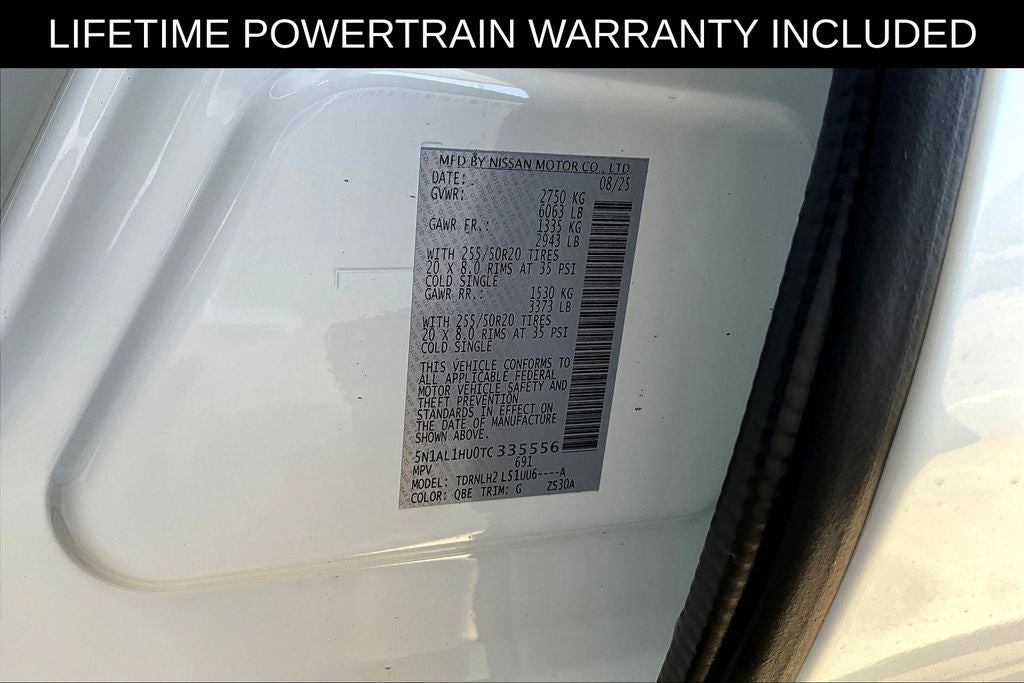 LIFETIME POWERTRAIN WARRANTY INCLUDED
MFD BY NISSAN MOTOR CO., LTD
DATE: 08/25
GVWR: 2750 KG
6063 LB
GAWR FR.: 1335 KG
2943 LB
WITH 255/50R20 TIRES
20 X 8.0 RIMS AT 35 PSI
COLD SINGLE
GAWR RR.: 1530 KG
3373 LB
WITH 255/50R20 TIRES
20 X 8.0 RIMS AT 35 PSI
COLD SINGLE
THIS VEHICLE CONFORMS TO
ALL APPLICABLE FEDERAL
MOTOR VEHICLE SAFETY AND
THEFT PREVENTION
STANDARDS IN EFFECT ON
THE DATE OF MANUFACTURE
SHOWN ABOVE.
5N1AL1HU0TC 335556
MPV 691
MODEL: TDRNLH2 L51UU6----A
COLOR: QBE TRIM: G ZS30A